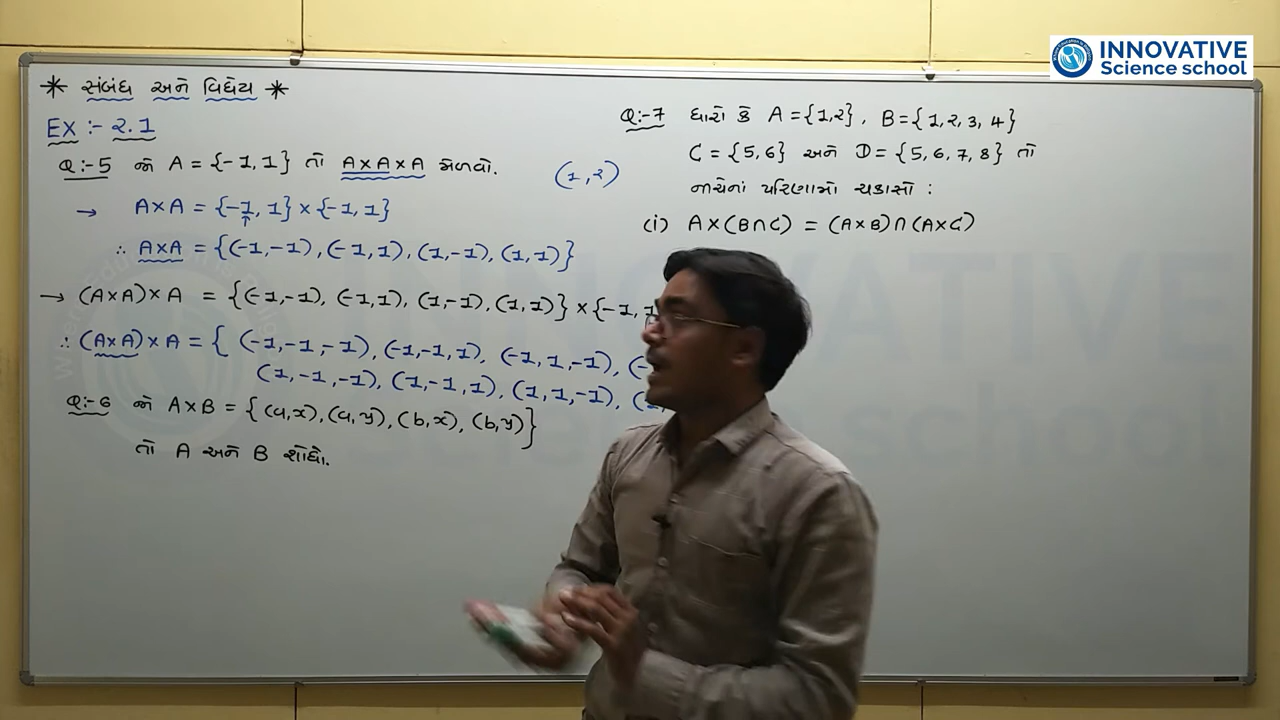 INNOVATIVE
Science school
* સંબંધ અને વિધેય *
EX :- 2.1
Q:-5 જો A = {-1, 1} તો A×A×A મેળવો.
(1, 2)
→ A×A = {-1, 1} × {-1, 1}
∴ A×A = {(-1,-1), (-1, 1), (1,-1), (1, 1)}
→ (A×A)×A = {(-1,-1), (-1,1), (1,-1), (1,1)} × {-1, 1
∴ (A×A)×A = { (-1,-1,-1), (-1,-1, 1), (-1, 1,-1), (-
(1,-1,-1), (1,-1, 1), (1, 1,-1), (1,
Q:-6 જો A×B = {(a,x), (a,y), (b,x), (b,y)}
તો A અને B શોધો.
Q:-7 ધારો કે A = {1,2}, B = {1, 2, 3, 4}
C = {5, 6} અને D = {5, 6, 7, 8} તો
નીચેનાં પરિણામો ચકાસો :
(i) A×(B∩C) = (A×B)∩(A×C)